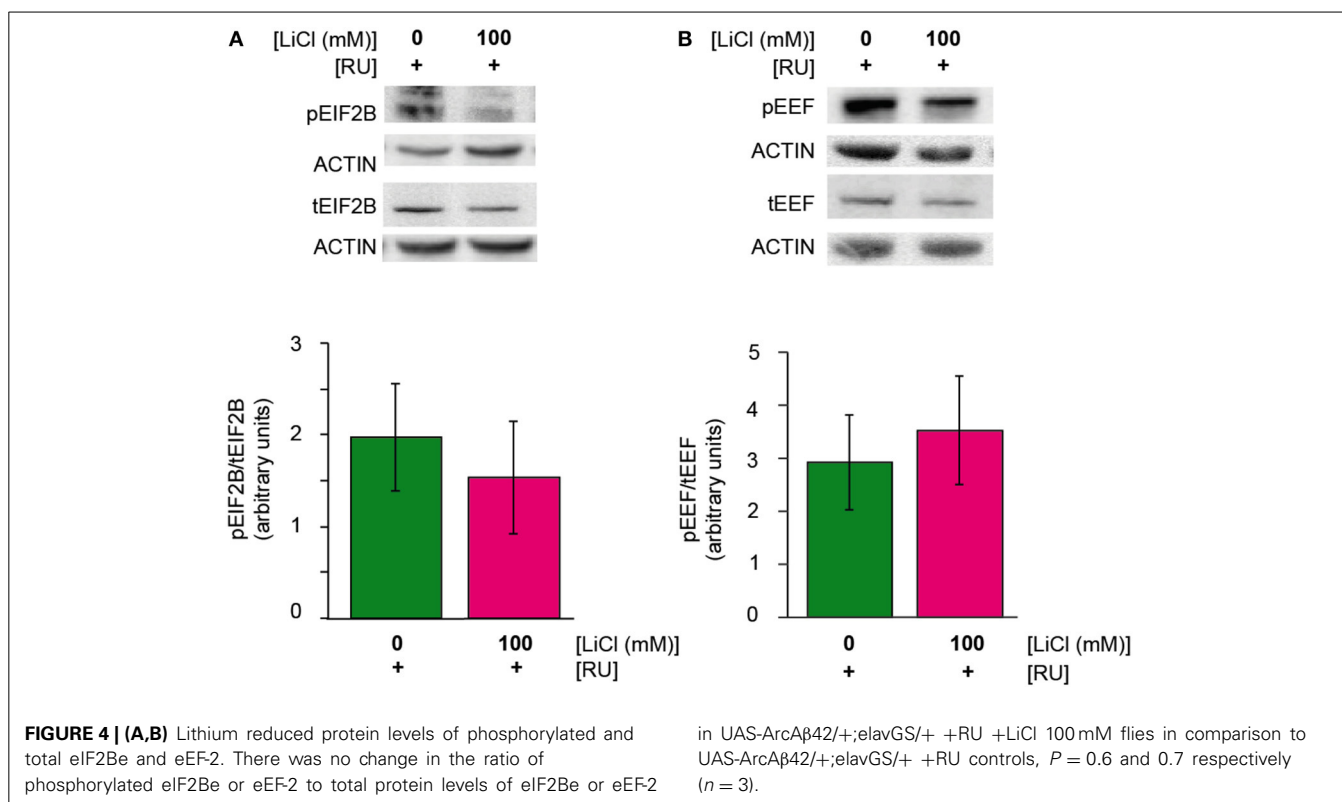 A [LiCl (mM)] 0 100
[RU] + +
pEIF2B
ACTIN
tEIF2B
ACTIN
3
2
1
0
pEIF2B/tEIF2B
(arbitrary units)
0 100 [LiCl (mM)]
+ + [RU]
B [LiCl (mM)] 0 100
[RU] + +
pEEF
ACTIN
tEEF
ACTIN
5
4
3
2
1
0
pEEF/tEEF
(arbitrary units)
0 100 [LiCl (mM)]
+ + [RU]
FIGURE 4 | (A,B) Lithium reduced protein levels of phosphorylated and
total eIF2Be and eEF-2. There was no change in the ratio of
phosphorylated eIF2Be or eEF-2 to total protein levels of eIF2Be or eEF-2
in UAS-ArcAβ42/+;elavGS/+ +RU +LiCl 100 mM flies in comparison to
UAS-ArcAβ42/+;elavGS/+ +RU controls, P = 0.6 and 0.7 respectively
(n = 3).